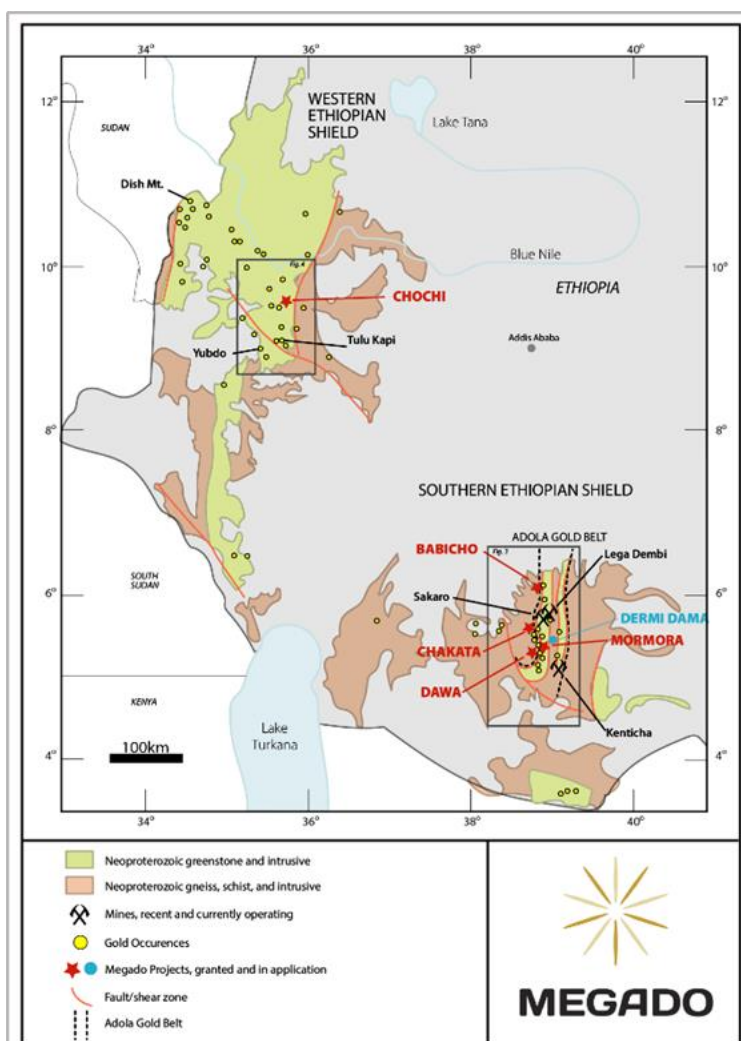 34°
36°
38°
40°
12°
12°
WESTERN
ETHIOPIAN
SHIELD
Lake Tana
SUDAN
Dish Mt.
10°
10°
Fig. 4
Blue Nile
ETHIOPIA
CHOCHI
Addis Ababa
Tulu Kapi
Yubdo
8°
8°
SOUTHERN ETHIOPIAN SHIELD
ADOLA GOLD BELT
BABICHO
Lega Dembi
SOUTH
SUDAN
6°
6°
Sakaro
DERMI DAMA
CHAKATA
MORMORA
DAWA
KENYA
Kenticha
Lake
Turkana
100km
4°
4°
34°
36°
38°
40°
Neoproterozoic greenstone and intrusive
Neoproterozoic gneiss, schist, and intrusive
Mines, recent and currently operating
Gold Occurences
Megado Projects, granted and in application
Fault/shear zone
Adola Gold Belt
MEGADO